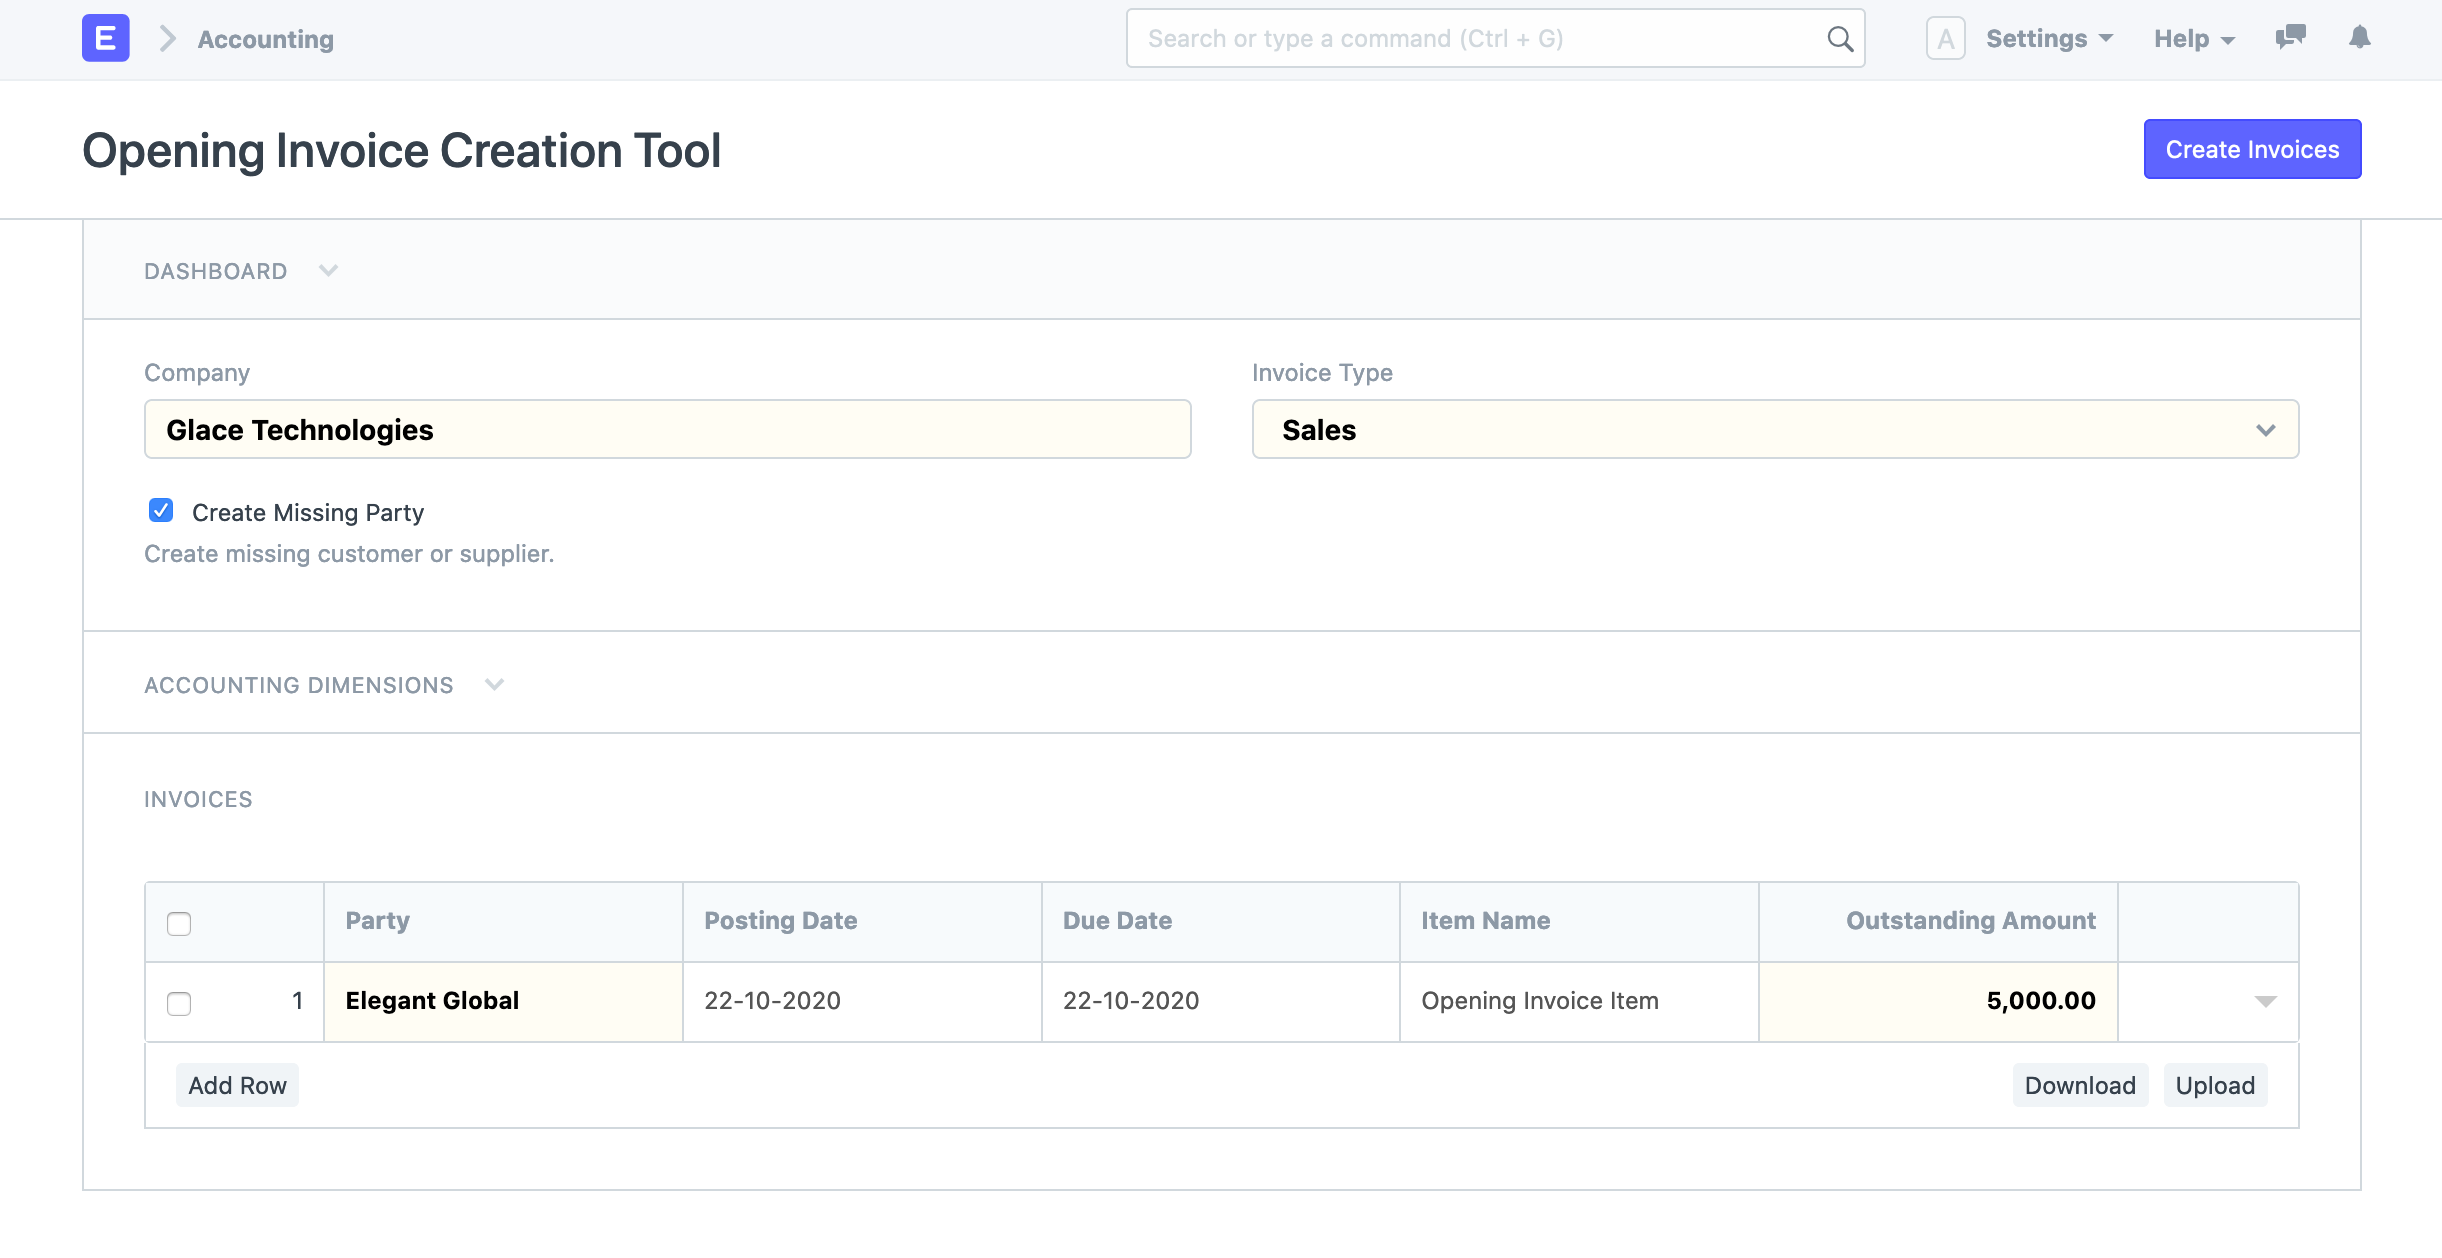 E Accounting Search or type a command (Ctrl + G) A Settings Help
Opening Invoice Creation Tool Create Invoices
DASHBOARD
Company Invoice Type
Glace Technologies Sales
Create Missing Party
Create missing customer or supplier.
ACCOUNTING DIMENSIONS
INVOICES
Party Posting Date Due Date Item Name Outstanding Amount
1 Elegant Global 22-10-2020 22-10-2020 Opening Invoice Item 5,000.00
Add Row Download Upload